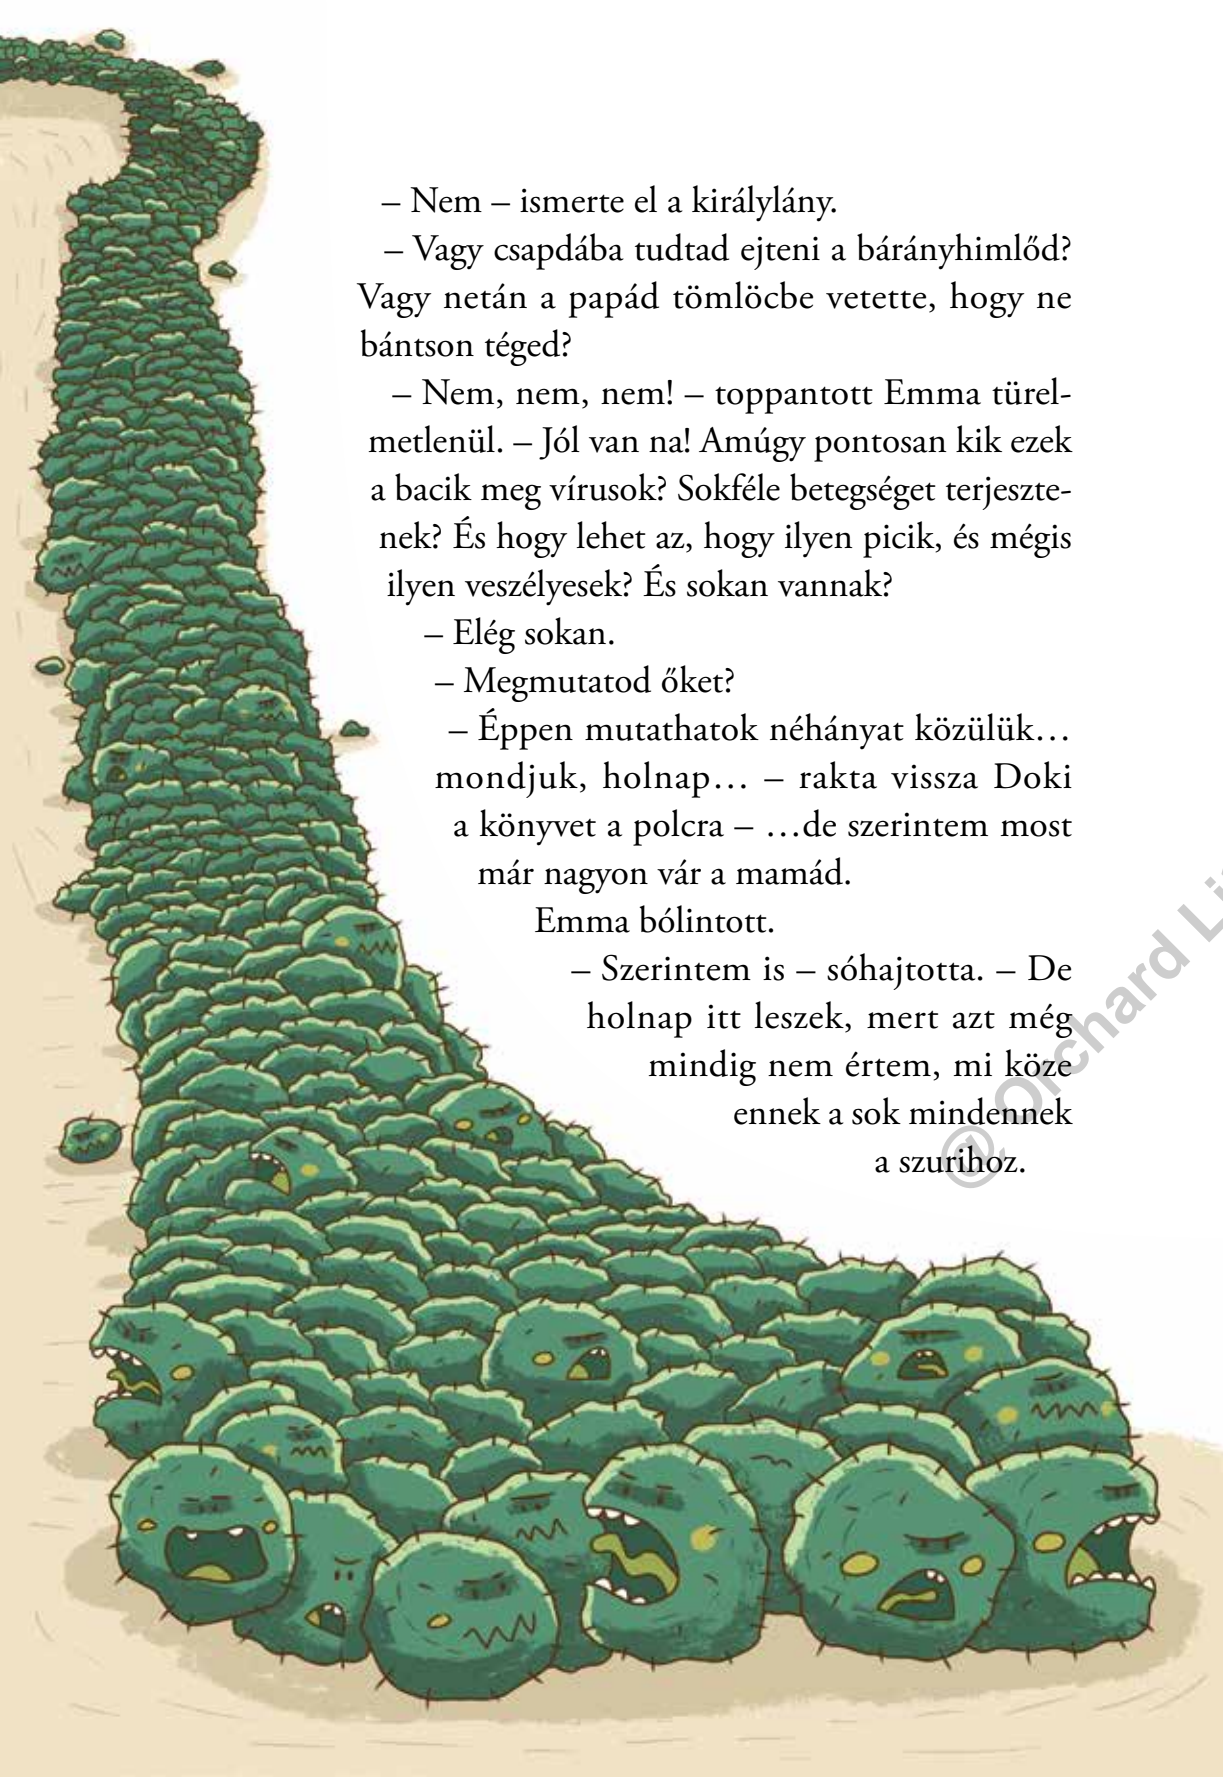 – Nem – ismerte el a királylány.
– Vagy csapdába tudtad ejteni a bárányhimlőd?
Vagy netán a papád tömlöcbe vetette, hogy ne
bántson téged?
– Nem, nem, nem! – toppantott Emma türel-
metlenül. – Jól van na! Amúgy pontosan kik ezek
a bacik meg vírusok? Sokféle betegséget terjeszte-
nek? És hogy lehet az, hogy ilyen picik, és mégis
ilyen veszélyesek? És sokan vannak?
– Elég sokan.
– Megmutatod őket?
– Éppen mutathatok néhányat közülük…
mondjuk, holnap… – rakta vissza Doki
a könyvet a polcra – …de szerintem most
már nagyon vár a mamád.
Emma bólintott.
– Szerintem is – sóhajtotta. – De
holnap itt leszek, mert azt még
mindig nem értem, mi köze
ennek a sok mindennek
a szurihoz.
@ Orchard